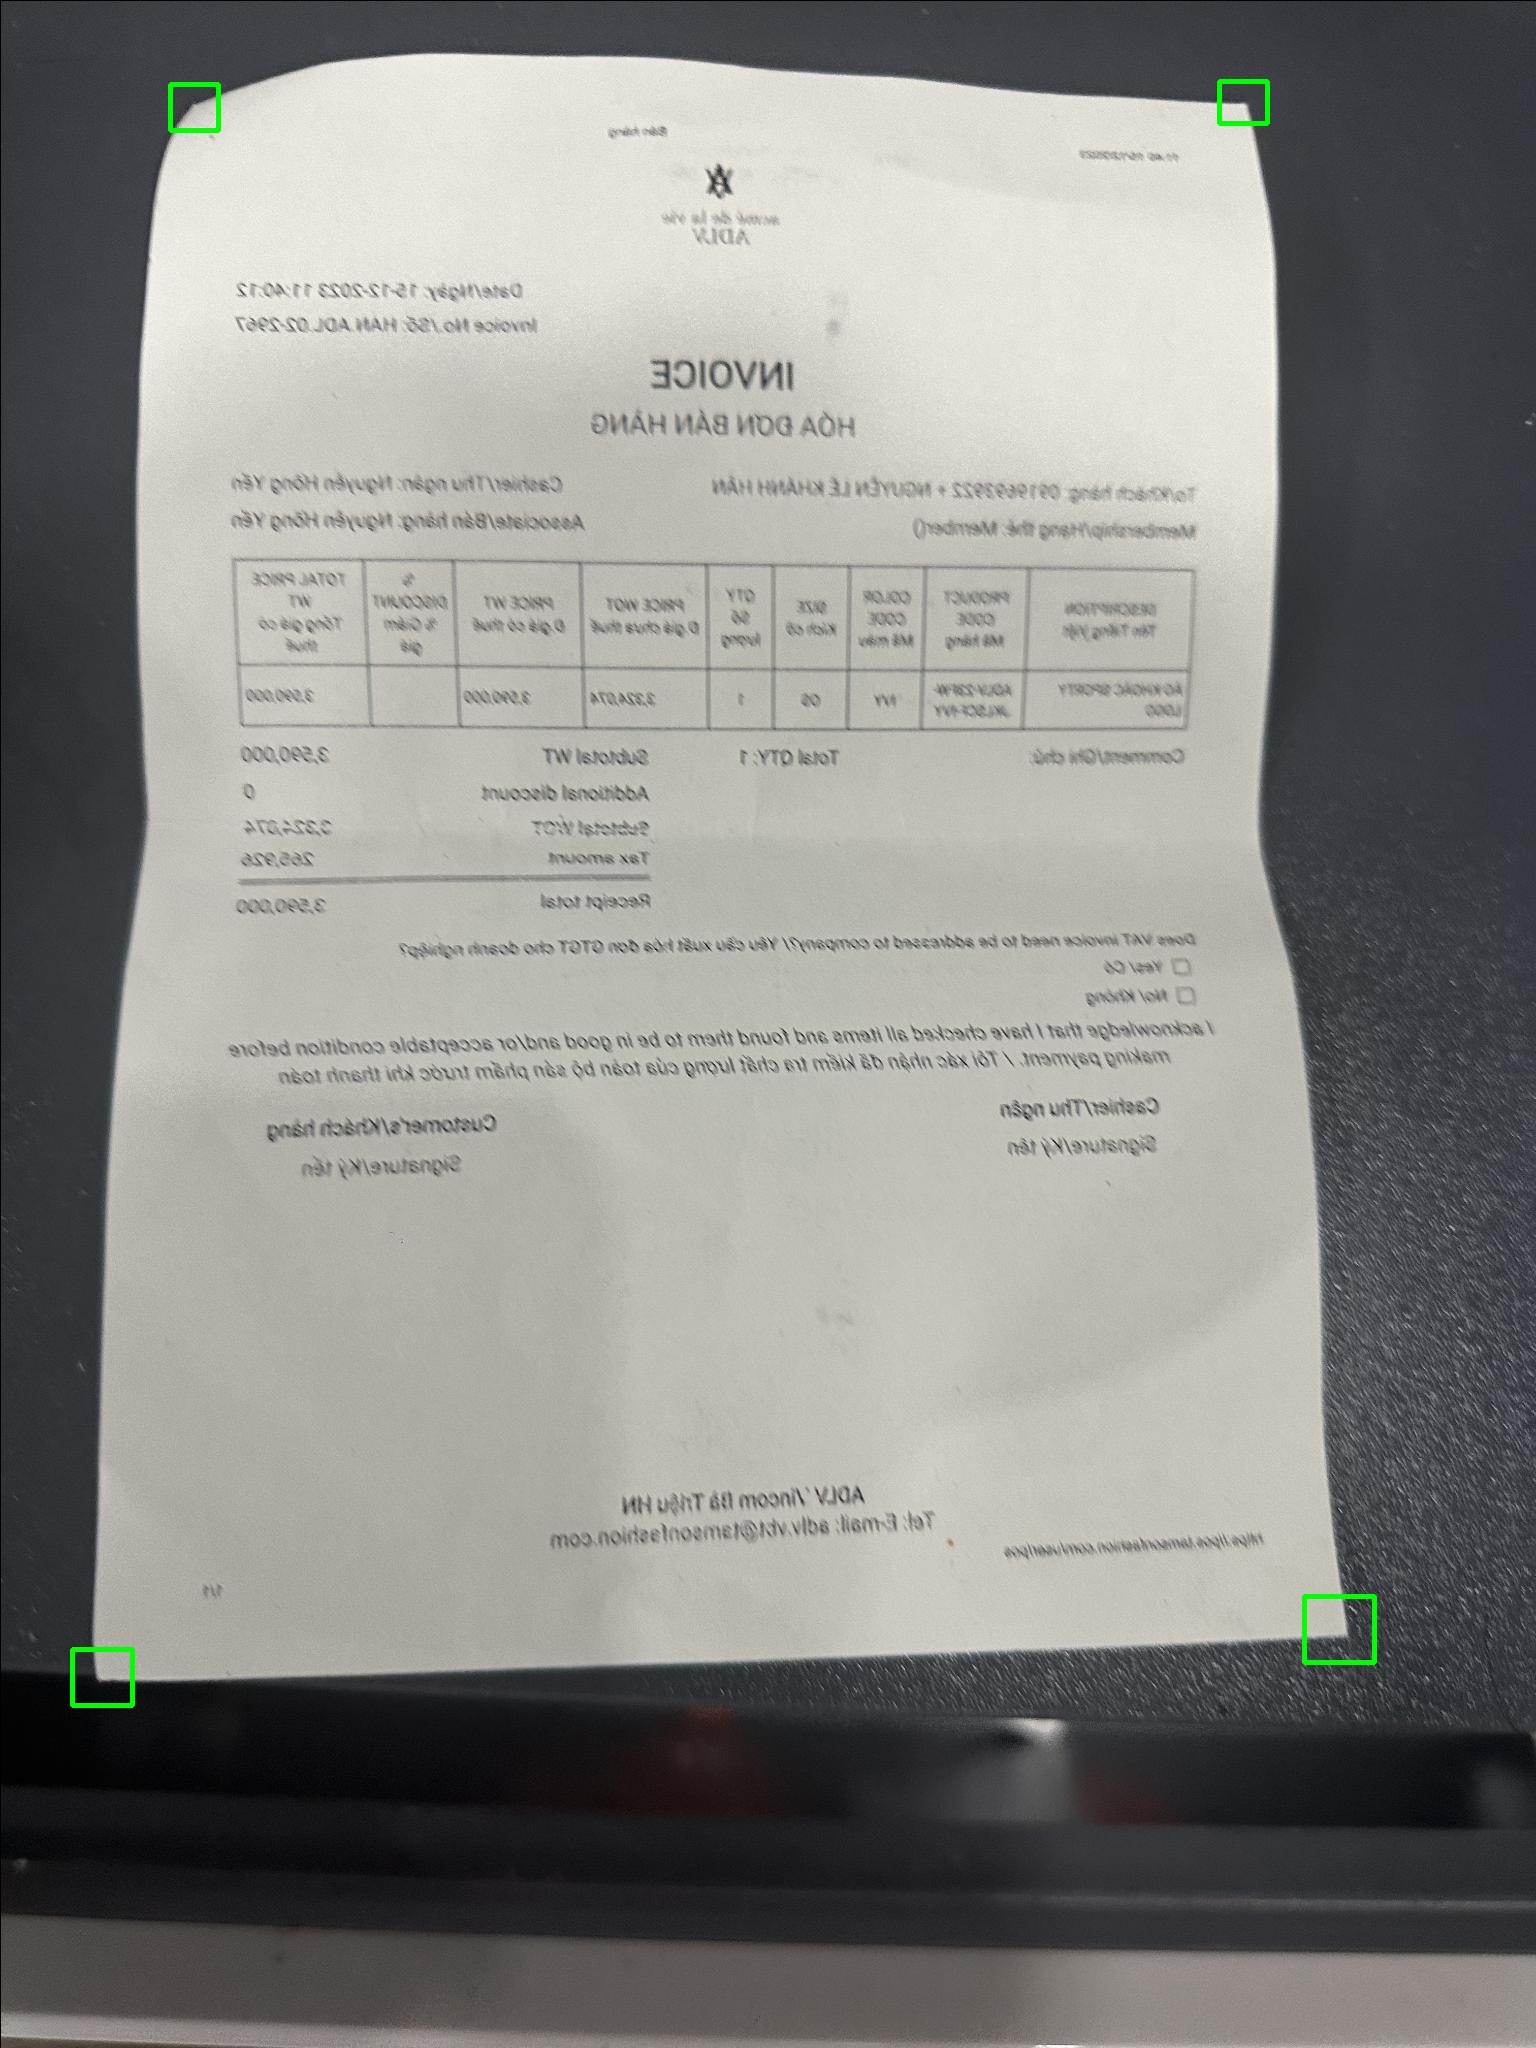 11:40 15/12/2023
Bán hàng
acmé de la vie
ADLV
Date/Ngày: 15-12-2023 11:40:12
Invoice No./Số: HAN.ADL.02-2967
INVOICE
HÓA ĐƠN BÁN HÀNG
To/Khách hàng: 0919693922 + NGUYỄN LÊ KHÁNH HÂN Cashier/Thu ngân: Nguyễn Hồng Yến
Membership/Hạng thẻ: Member() Associate/Bán hàng: Nguyễn Hồng Yến
DESCRIPTION
Tên Tiếng Việt
PRODUCT
CODE
Mã hàng
COLOR
CODE
Mã màu
SIZE
Kích cỡ
QTY
Số
lượng
PRICE WOT
Đ.giá chưa thuế
PRICE WT
Đ.giá có thuế
%
DISCOUNT
% Giảm
giá
TOTAL PRICE
WT
Tổng giá có
thuế
ÁO KHOÁC SPORTY
LOGO
ADLV-23FW-
JKLSCF-IVY
IVY
OS
1
3,324,074
3,590,000
3,590,000
Comment/Ghi chú: Total QTY: 1 Subtotal WT 3,590,000
Additional discount 0
Subtotal WOT 3,324,074
Tax amount 265,926
Receipt total 3,590,000
Does VAT invoice need to be addressed to company?/ Yêu cầu xuất hóa đơn GTGT cho doanh nghiệp?
Yes/ Có
No/ Không
I acknowledge that I have checked all items and found them to be in good and/or acceptable condition before
making payment. / Tôi xác nhận đã kiểm tra chất lượng của toàn bộ sản phẩm trước khi thanh toán
Cashier/Thu ngân Customer's/Khách hàng
Signature/Ký tên Signature/Ký tên
ADLV Vincom Bà Triệu HN
Tel: E-mail: adlv.vbt@tamsonfashion.com
https://pos.tamsonfashion.com/user/pos 1/1